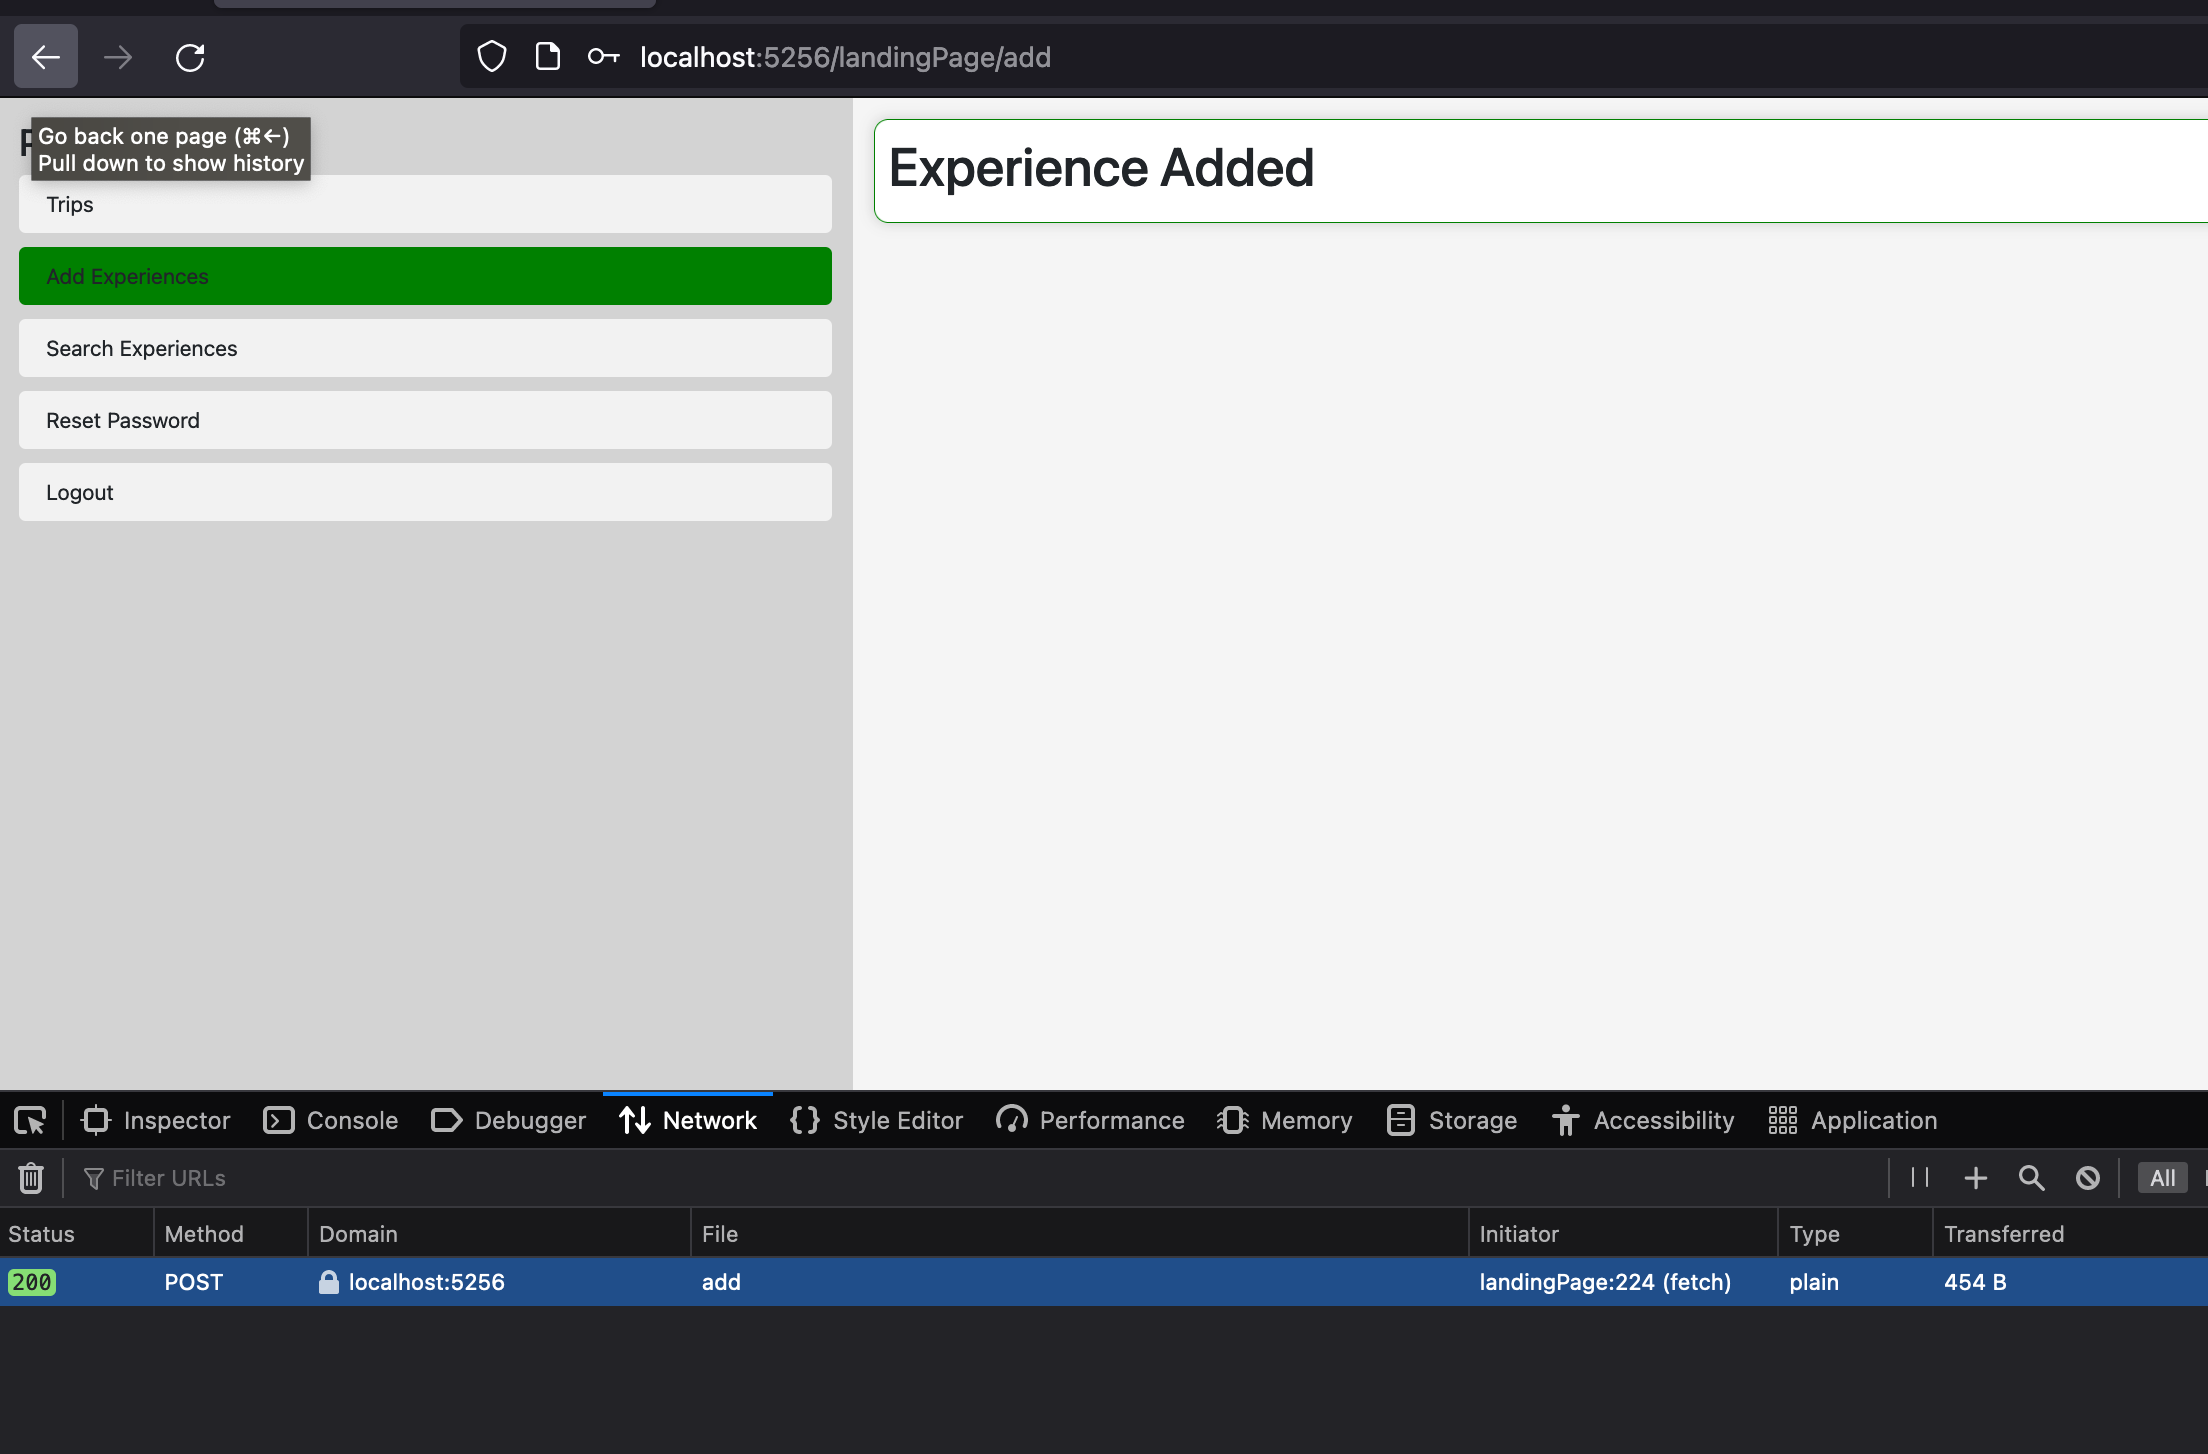 localhost:5256/landingPage/add
Go back one page (⌘←)
Pull down to show history
Trips
Add Experiences
Search Experiences
Reset Password
Logout
Experience Added
Inspector Console Debugger Network Style Editor Performance Memory Storage Accessibility Application
Filter URLs All
Status Method Domain File Initiator Type Transferred
200 POST localhost:5256 add landingPage:224 (fetch) plain 454 B